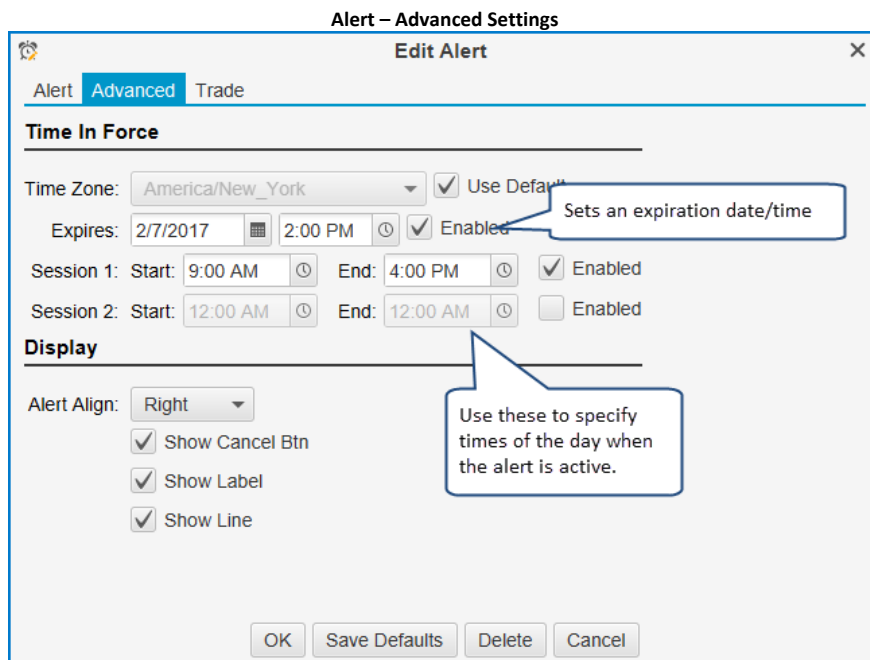 Alert – Advanced Settings
Edit Alert
Alert Advanced Trade
Time In Force
Time Zone: America/New_York Use Default
Sets an expiration date/time
Expires: 2/7/2017 2:00 PM Enabled
Session 1: Start: 9:00 AM End: 4:00 PM Enabled
Session 2: Start: 12:00 AM End: 12:00 AM Enabled
Display
Alert Align: Right
Use these to specify
times of the day when
the alert is active.
Show Cancel Btn
Show Label
Show Line
OK Save Defaults Delete Cancel